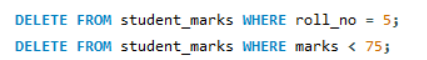 DELETE FROM student_marks WHERE roll_no = 5;
DELETE FROM student_marks WHERE marks < 75;